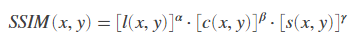 SSIM (x, y) = [l(x, y)]^α · [c(x, y)]^β · [s(x, y)]^γ